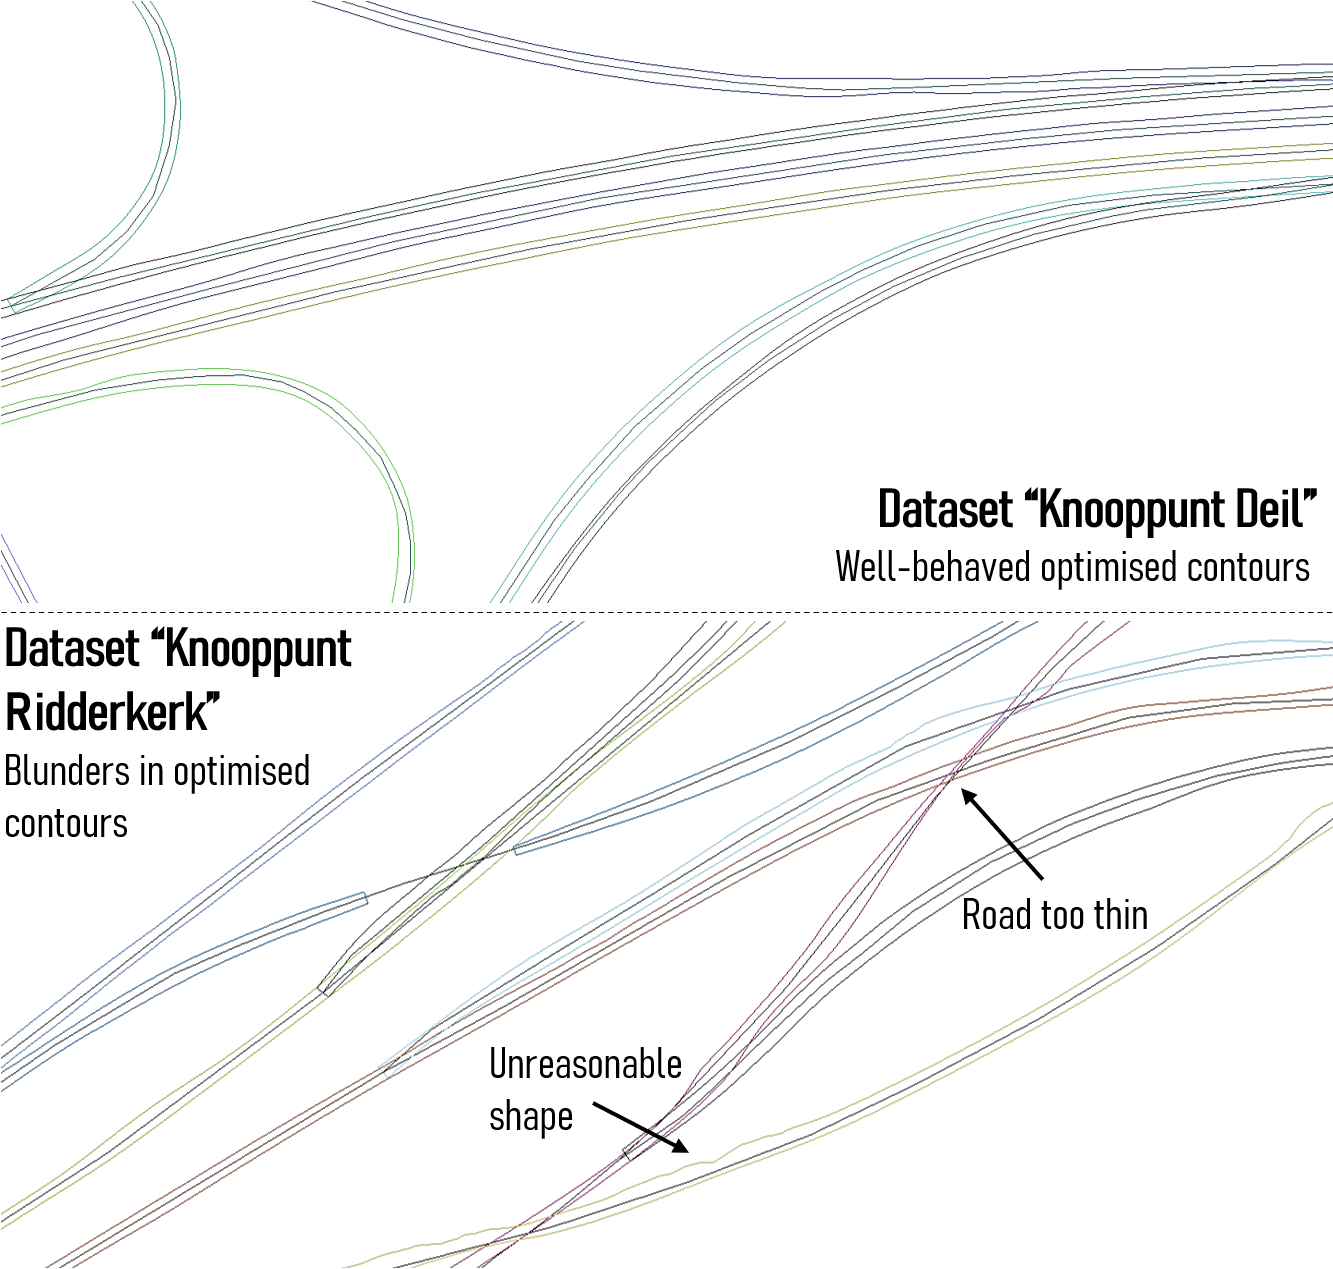 Dataset “Knooppunt Deil”
Well-behaved optimised contours
Dataset “Knooppunt
Ridderkerk”
Blunders in optimised
contours
Road too thin
Unreasonable
shape